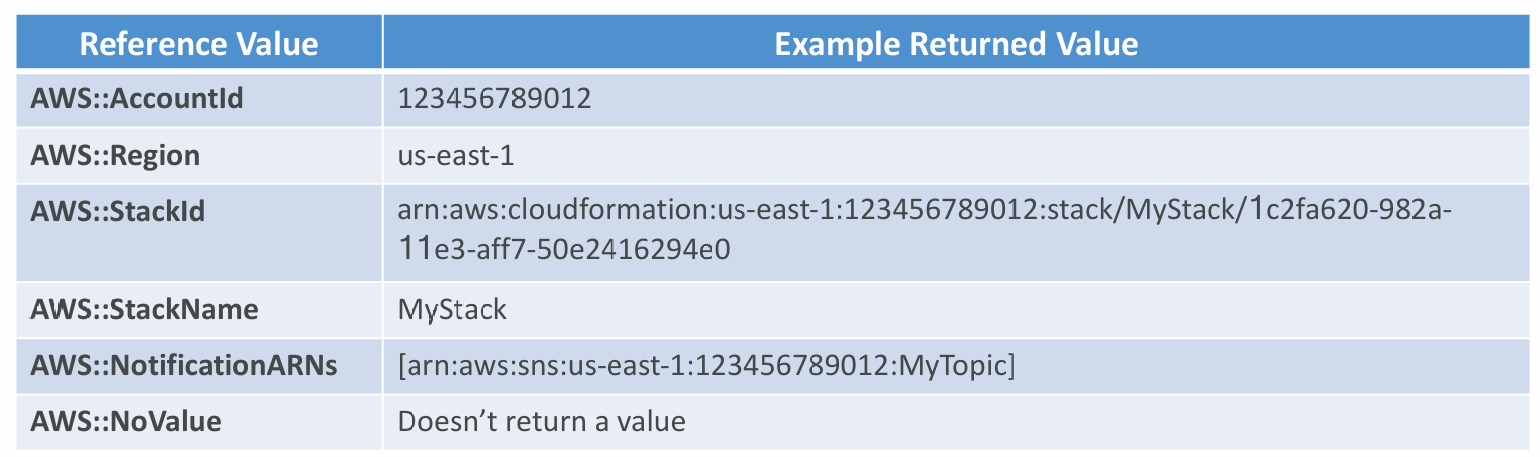 Reference Value Example Returned Value
AWS::AccountId 123456789012
AWS::Region us-east-1
AWS::StackId arn:aws:cloudformation:us-east-1:123456789012:stack/MyStack/1c2fa620-982a-
11e3-aff7-50e2416294e0
AWS::StackName MyStack
AWS::NotificationARNs [arn:aws:sns:us-east-1:123456789012:MyTopic]
AWS::NoValue Doesn’t return a value